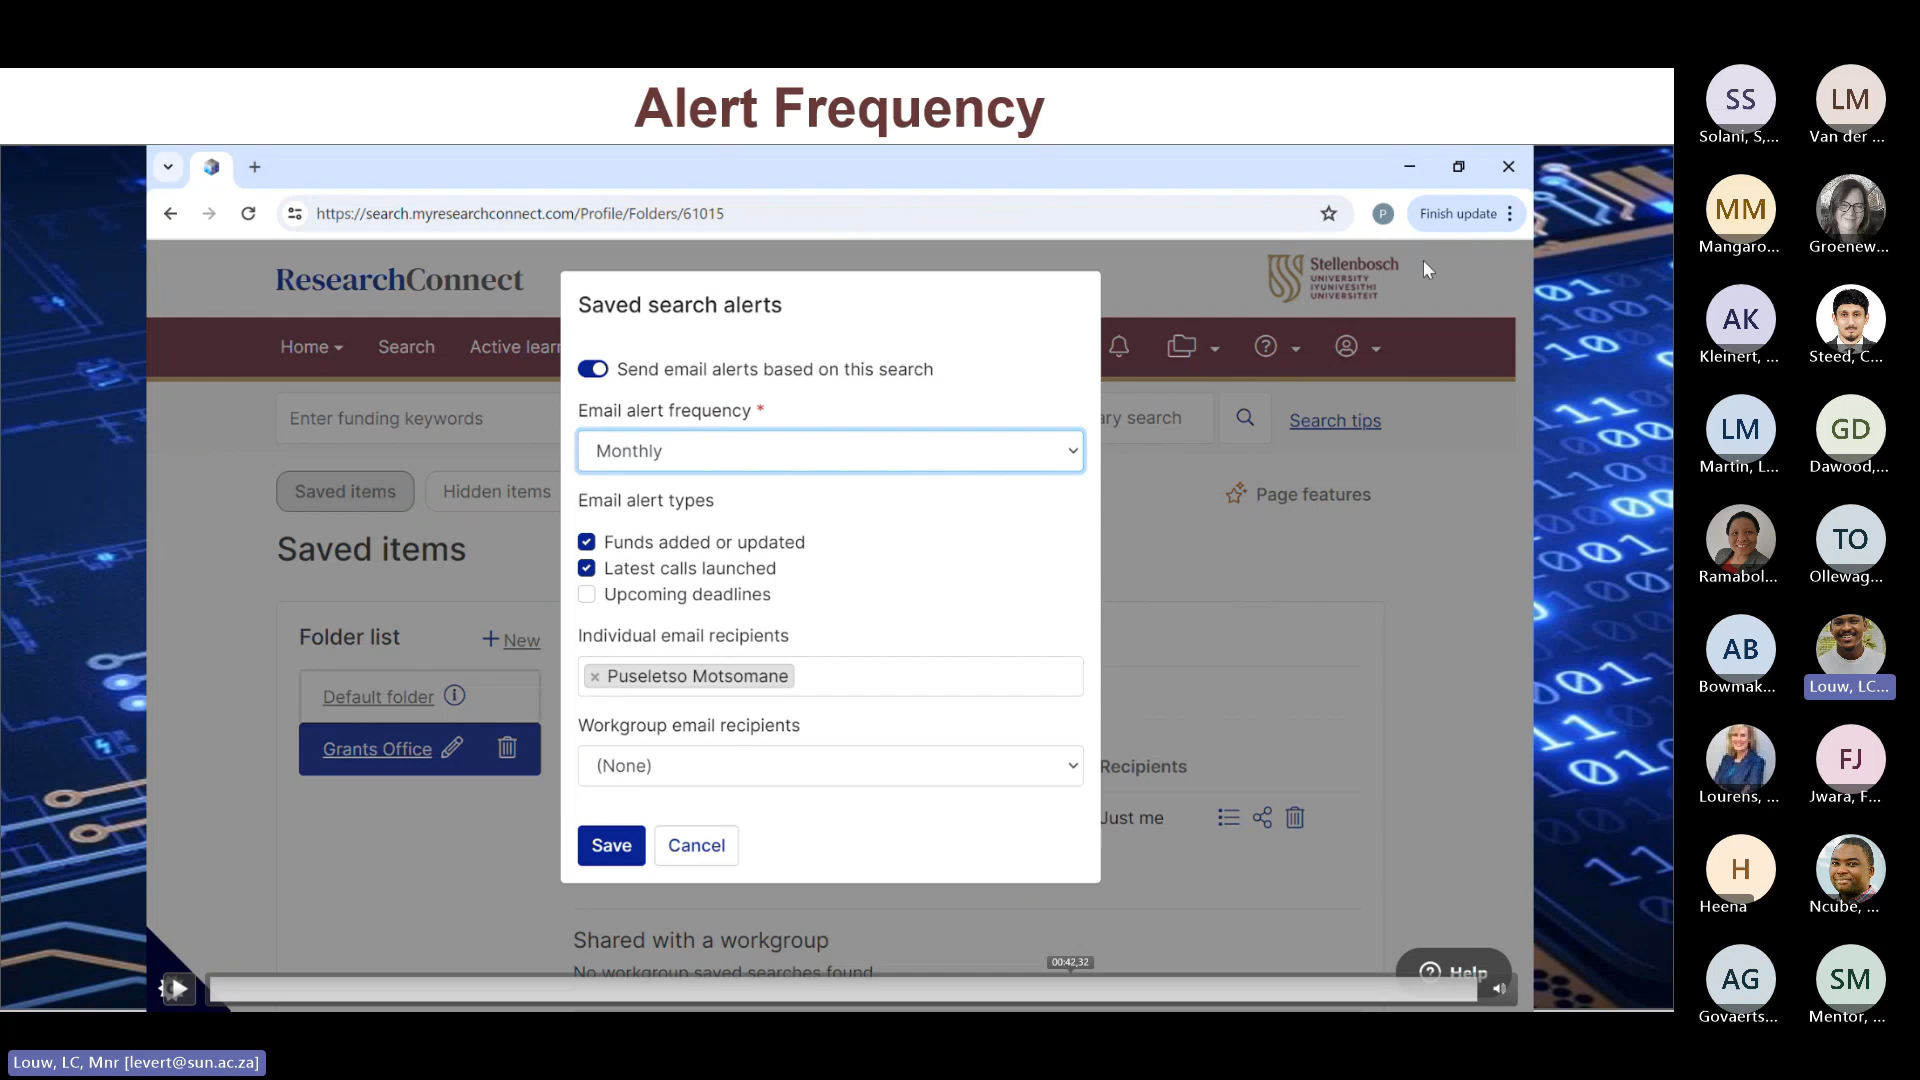 Alert Frequency
https://search.myresearchconnect.com/Profile/Folders/61015
P
Finish update
ResearchConnect
Stellenbosch
UNIVERSITY
IYUNIVESITHI
UNIVERSITEIT
Home
Search
Active lear
Enter funding keywords
ry search
Search tips
Saved items
Hidden items
Page features
Saved items
Folder list
New
Default folder
Grants Office
Saved search alerts
Send email alerts based on this search
Email alert frequency *
Monthly
Email alert types
Funds added or updated
Latest calls launched
Upcoming deadlines
Individual email recipients
× Puseletso Motsomane
Workgroup email recipients
(None)
Save
Cancel
Recipients
Just me
Shared with a workgroup
No workgroup saved searches found
00:42,32
Help
SS
Solani, S,...
LM
Van der ...
MM
Mangaro...
Groenew...
AK
Kleinert, ...
Steed, C...
LM
Martin, L...
GD
Dawood,...
Ramabol...
TO
Ollewag...
AB
Bowmak...
Louw, LC...
Lourens, ...
FJ
Jwara, F...
H
Heena
Ncube, ...
AG
Govaerts...
SM
Mentor, ...
Louw, LC, Mnr [levert@sun.ac.za]